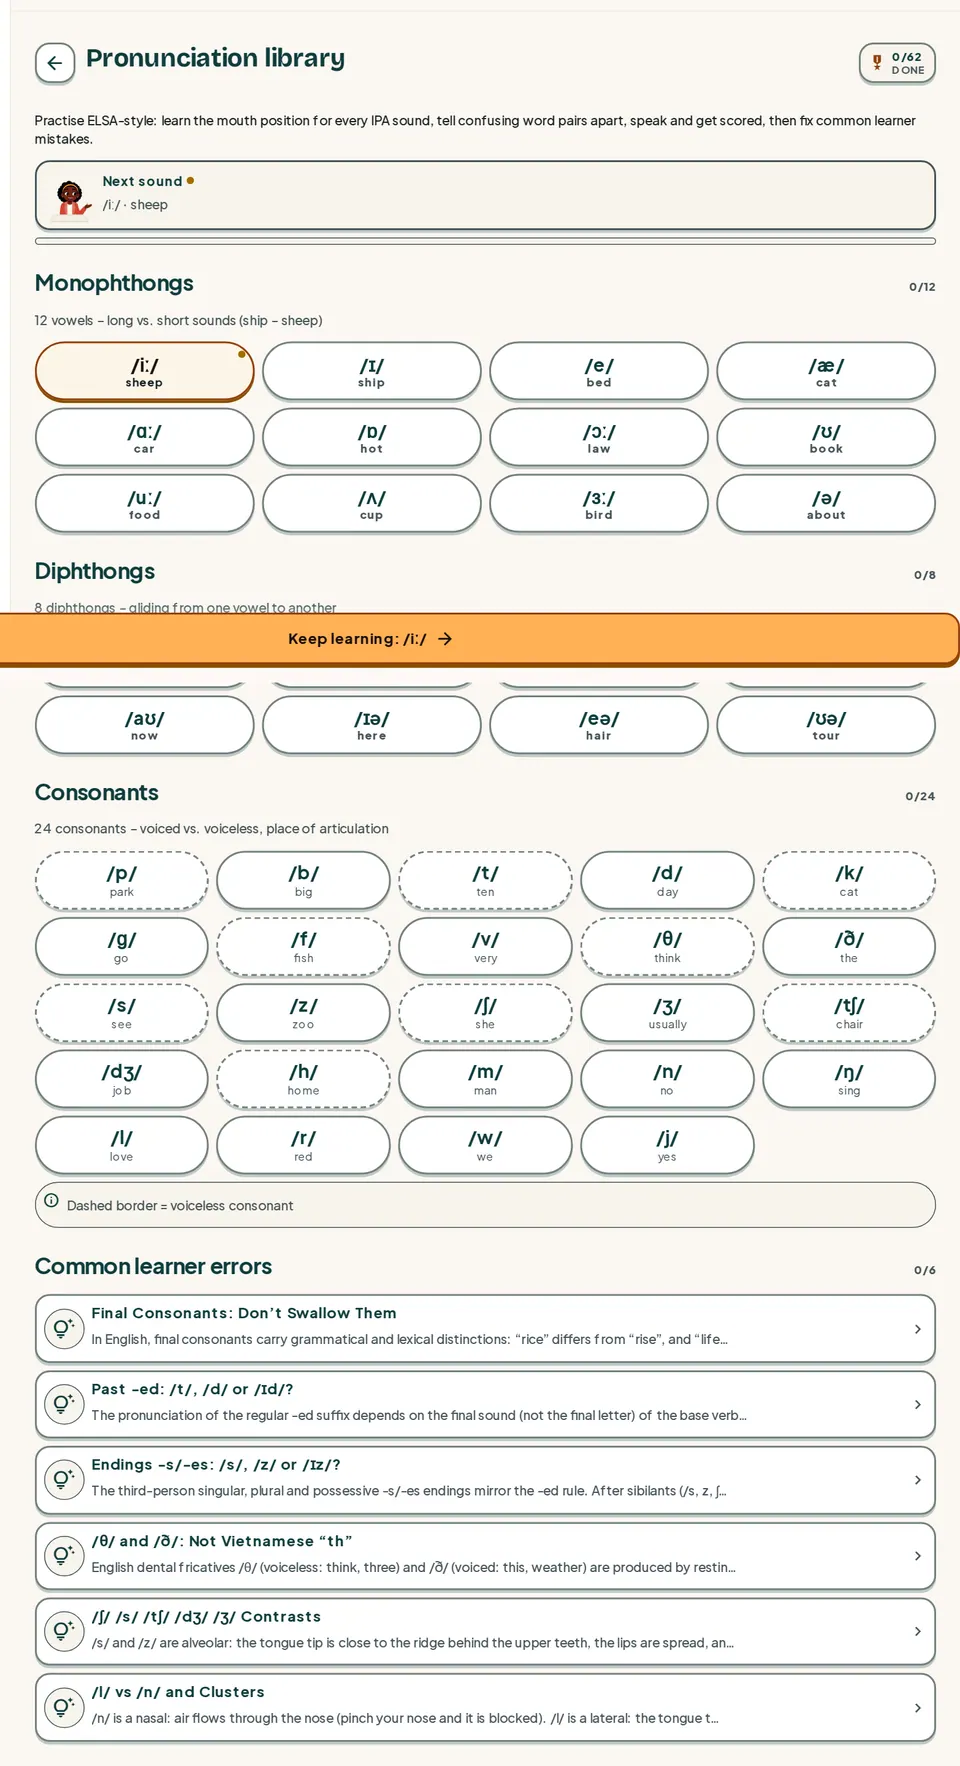 Pronunciation library
0/62
DONE
Practise ELSA-style: learn the mouth position for every IPA sound, tell confusing word pairs apart, speak and get scored, then fix common learner
mistakes.
Next sound
/iː/ · sheep
Monophthongs
0/12
12 vowels – long vs. short sounds (ship – sheep)
/iː/ /ɪ/ /e/ /æ/
sheep ship bed cat
/ɑː/ /ɒ/ /ɔː/ /ʊ/
car hot law book
/uː/ /ʌ/ /ɜː/ /ə/
food cup bird about
Diphthongs
0/8
8 diphthongs – gliding from one vowel to another
Keep learning: /iː/
/aʊ/ /ɪə/ /eə/ /ʊə/
now here hair tour
Consonants
0/24
24 consonants – voiced vs. voiceless, place of articulation
/p/ /b/ /t/ /d/ /k/
park big ten day cat
/g/ /f/ /v/ /θ/ /ð/
go fish very think the
/s/ /z/ /ʃ/ /ʒ/ /tʃ/
see zoo she usually chair
/dʒ/ /h/ /m/ /n/ /ŋ/
job home man no sing
/l/ /r/ /w/ /j/
love red we yes
Dashed border = voiceless consonant
Common learner errors
0/6
Final Consonants: Don’t Swallow Them
In English, final consonants carry grammatical and lexical distinctions: “rice” differs from “rise”, and “life…
Past -ed: /t/, /d/ or /ɪd/?
The pronunciation of the regular -ed suffix depends on the final sound (not the final letter) of the base verb…
Endings -s/-es: /s/, /z/ or /ɪz/?
The third-person singular, plural and possessive -s/-es endings mirror the -ed rule. After sibilants (/s, z, ʃ…
/θ/ and /ð/: Not Vietnamese “th”
English dental fricatives /θ/ (voiceless: think, three) and /ð/ (voiced: this, weather) are produced by restin…
/ʃ/ /s/ /tʃ/ /dʒ/ /ʒ/ Contrasts
/s/ and /z/ are alveolar: the tongue tip is close to the ridge behind the upper teeth, the lips are spread, an…
/l/ vs /n/ and Clusters
/n/ is a nasal: air flows through the nose (pinch your nose and it is blocked). /l/ is a lateral: the tongue t…